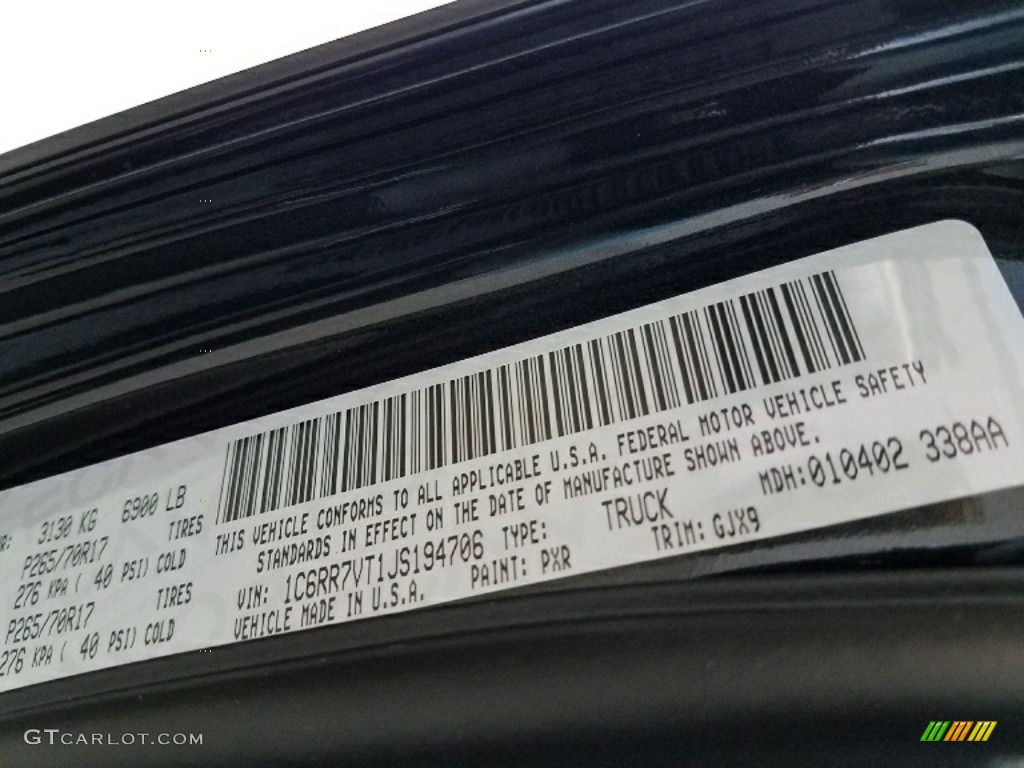 3130 KG 6900 LB
P265/70R17 TIRES
276 KPA ( 40 PSI) COLD
P265/70R17 TIRES
276 KPA ( 40 PSI) COLD
THIS VEHICLE CONFORMS TO ALL APPLICABLE U.S.A. FEDERAL MOTOR VEHICLE SAFETY
STANDARDS IN EFFECT ON THE DATE OF MANUFACTURE SHOWN ABOVE.
MDH:010402 338AA
VIN: 1C6RR7VT1JS194706 TYPE: TRUCK
VEHICLE MADE IN U.S.A. PAINT: PXR TRIM: GJX9
GTCARLOT.COM